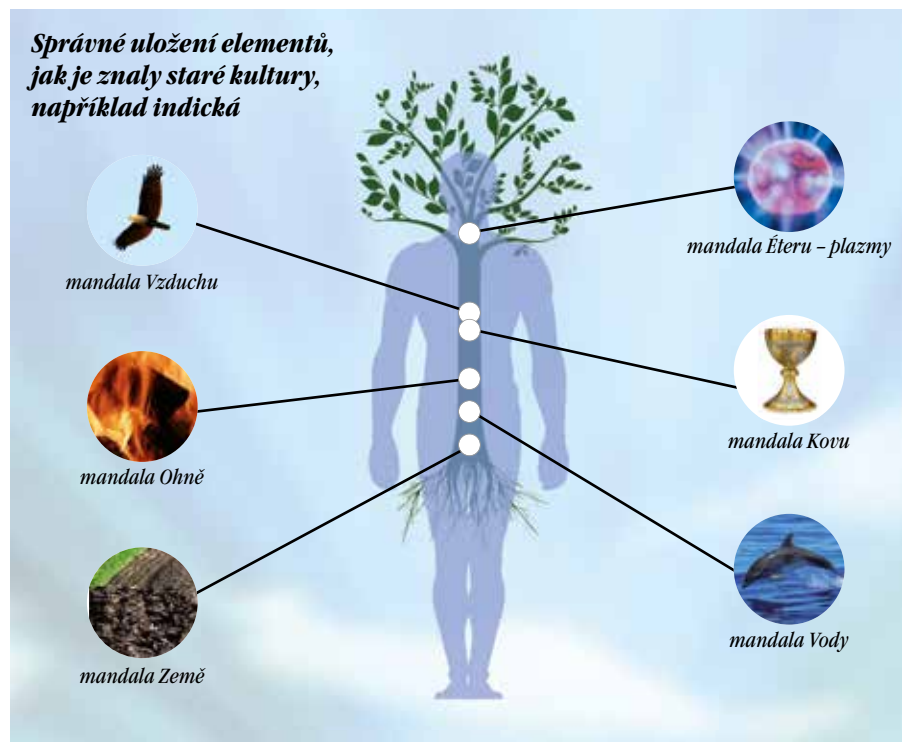 Správné uložení elementů,
jak je znaly staré kultury,
například indická
mandala Vzduchu
mandala Éteru – plazmy
mandala Ohně
mandala Kovu
mandala Země
mandala Vody